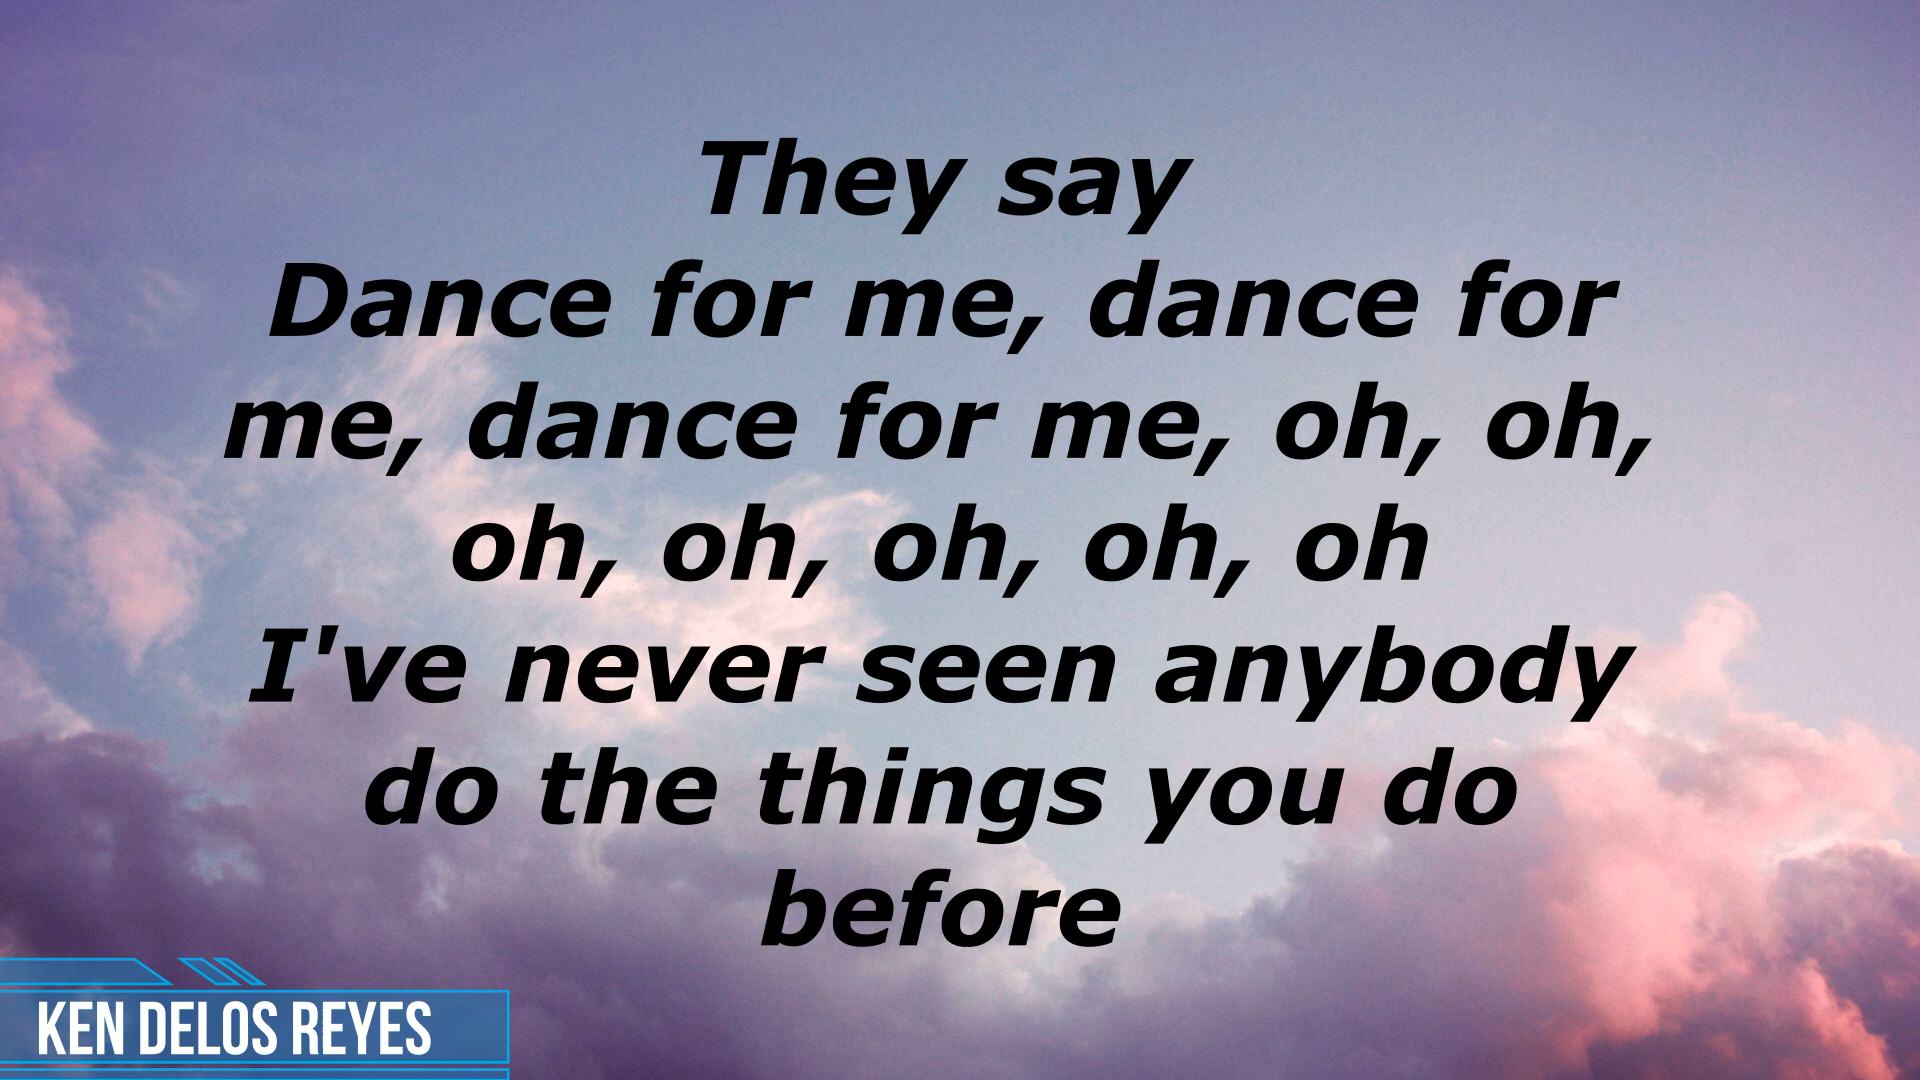 They say
Dance for me, dance for
me, dance for me, oh, oh,
oh, oh, oh, oh, oh
I've never seen anybody
do the things you do
before
KEN DELOS REYES